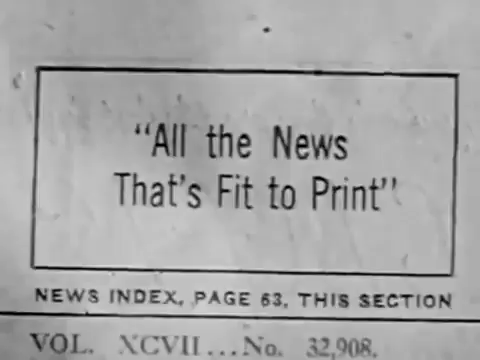 "All the News
That's Fit to Print"
NEWS INDEX, PAGE 63, THIS SECTION
VOL. XCVII...No. 32,908.